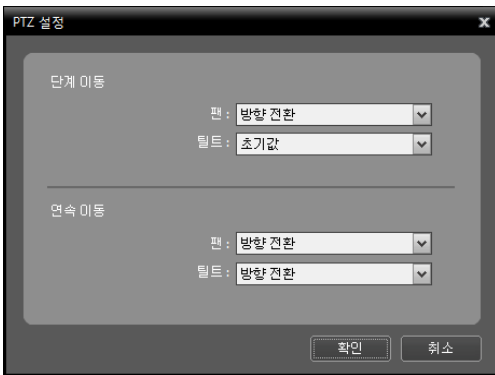 PTZ 설정 x
단계 이동
팬 : 방향 전환
틸트 : 초기값
연속 이동
팬 : 방향 전환
틸트 : 방향 전환
확인 취소